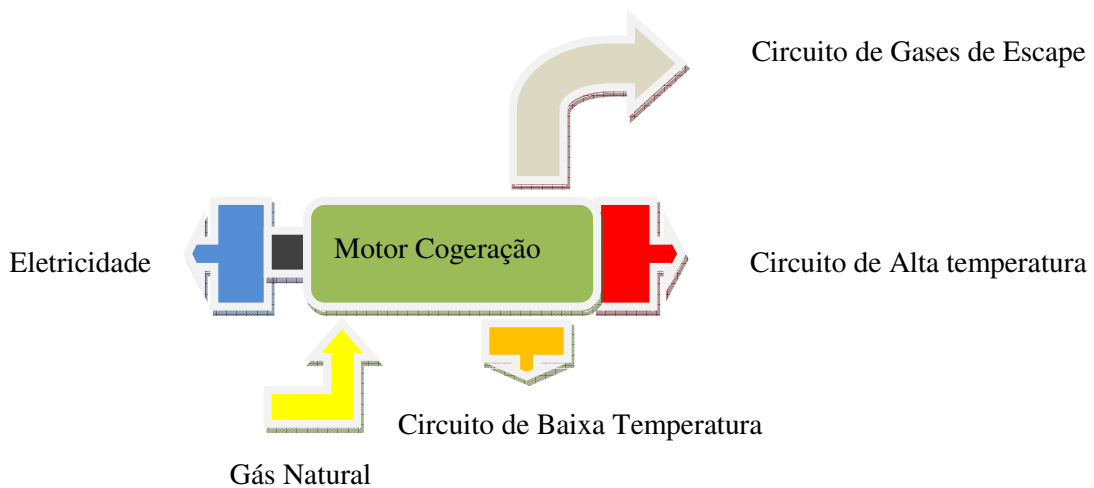 Circuito de Gases de Escape
Eletricidade
Motor Cogeração
Circuito de Alta temperatura
Circuito de Baixa Temperatura
Gás Natural